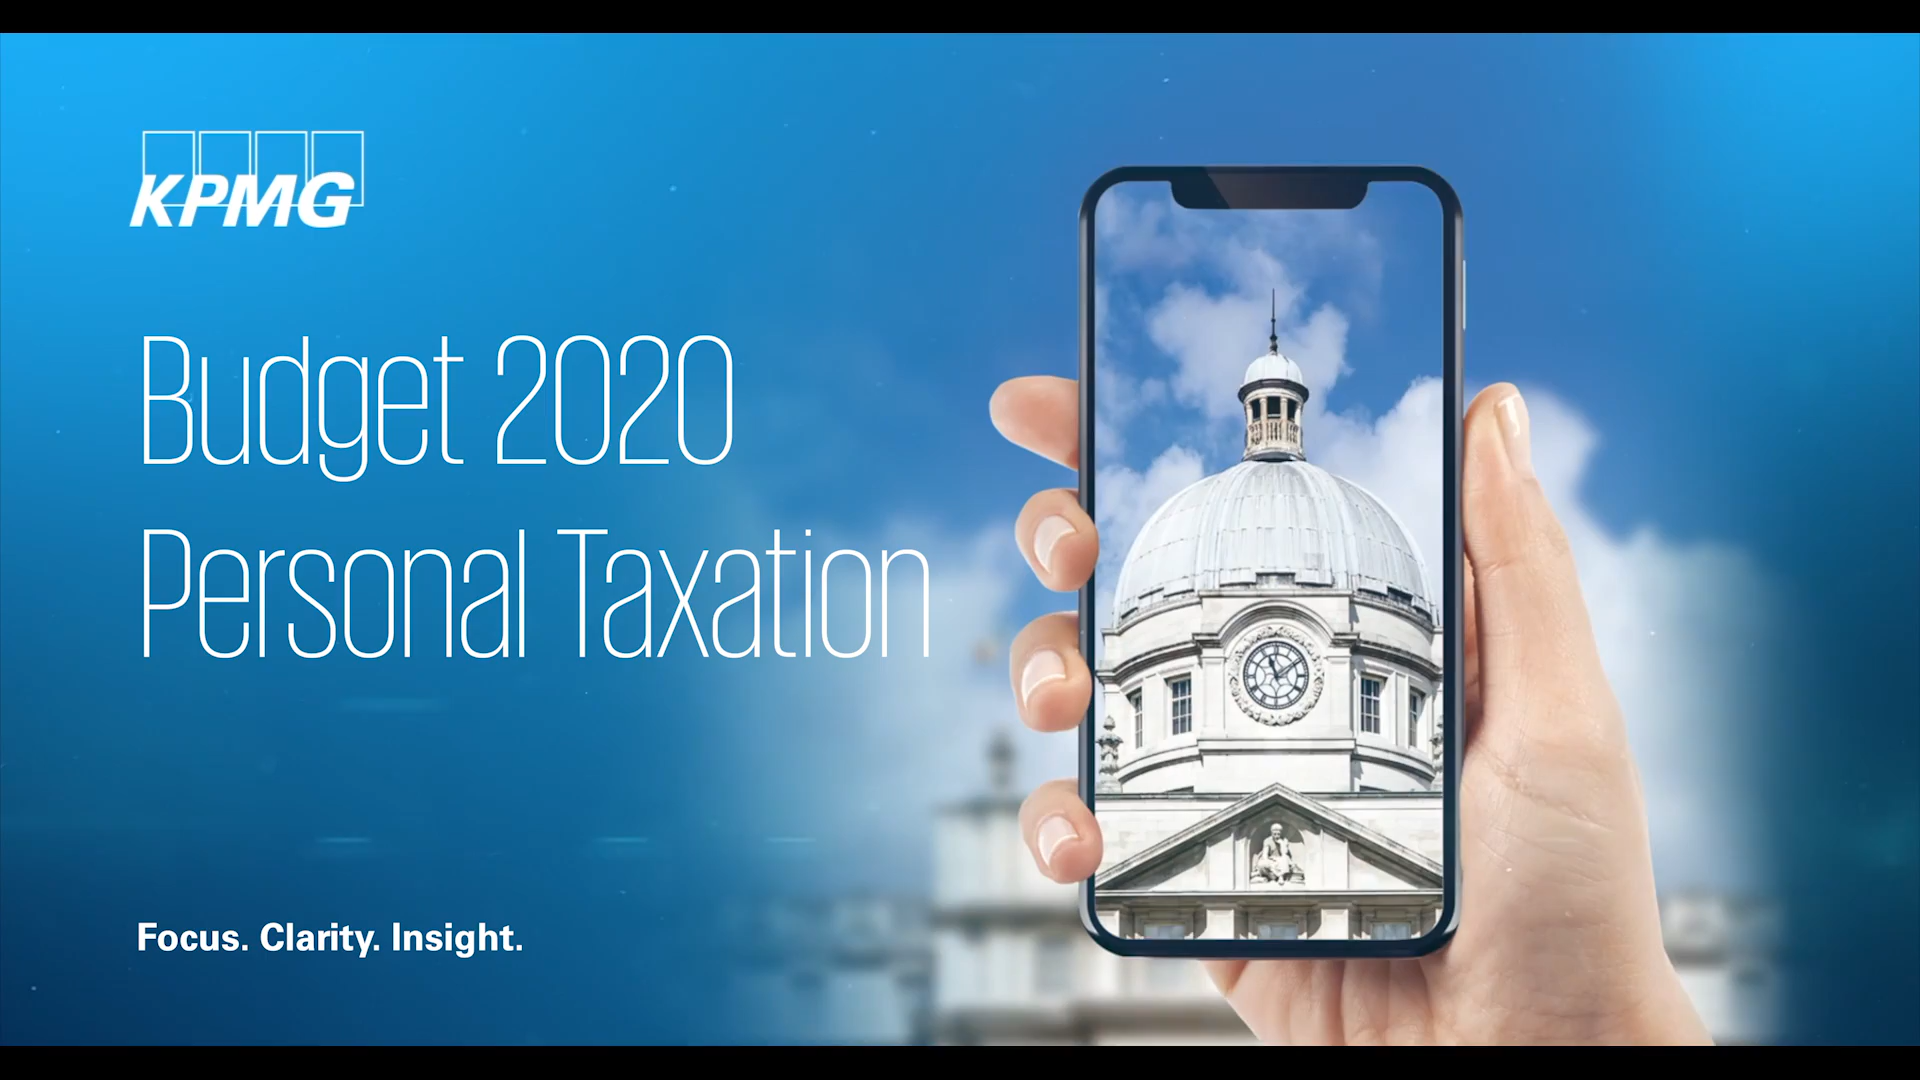 KPMG
Budget 2020
Personal Taxation
Focus. Clarity. Insight.